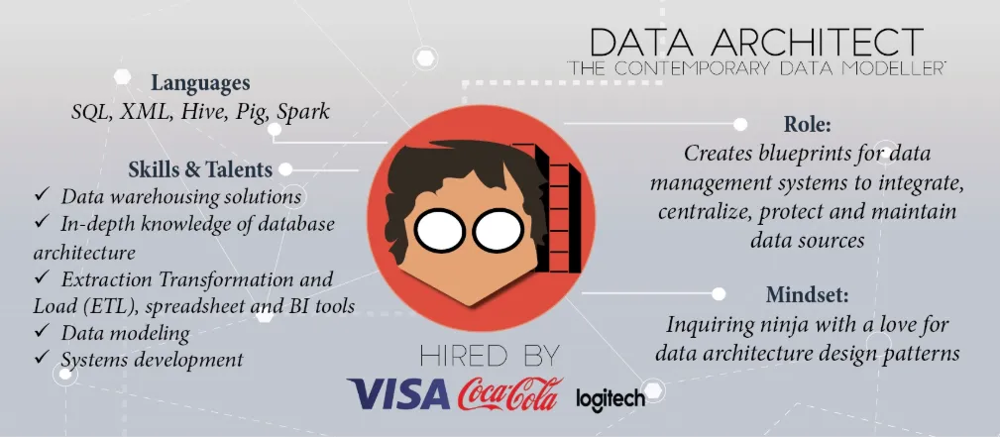 DATA ARCHITECT
"THE CONTEMPORARY DATA MODELLER"
Languages
SQL, XML, Hive, Pig, Spark
Skills & Talents
✓ Data warehousing solutions
✓ In-depth knowledge of database
architecture
✓ Extraction Transformation and
Load (ETL), spreadsheet and BI tools
✓ Data modeling
✓ Systems development
Role:
Creates blueprints for data
management systems to integrate,
centralize, protect and maintain
data sources
Mindset:
Inquiring ninja with a love for
data architecture design patterns
HIRED BY
VISA Coca-Cola logitech